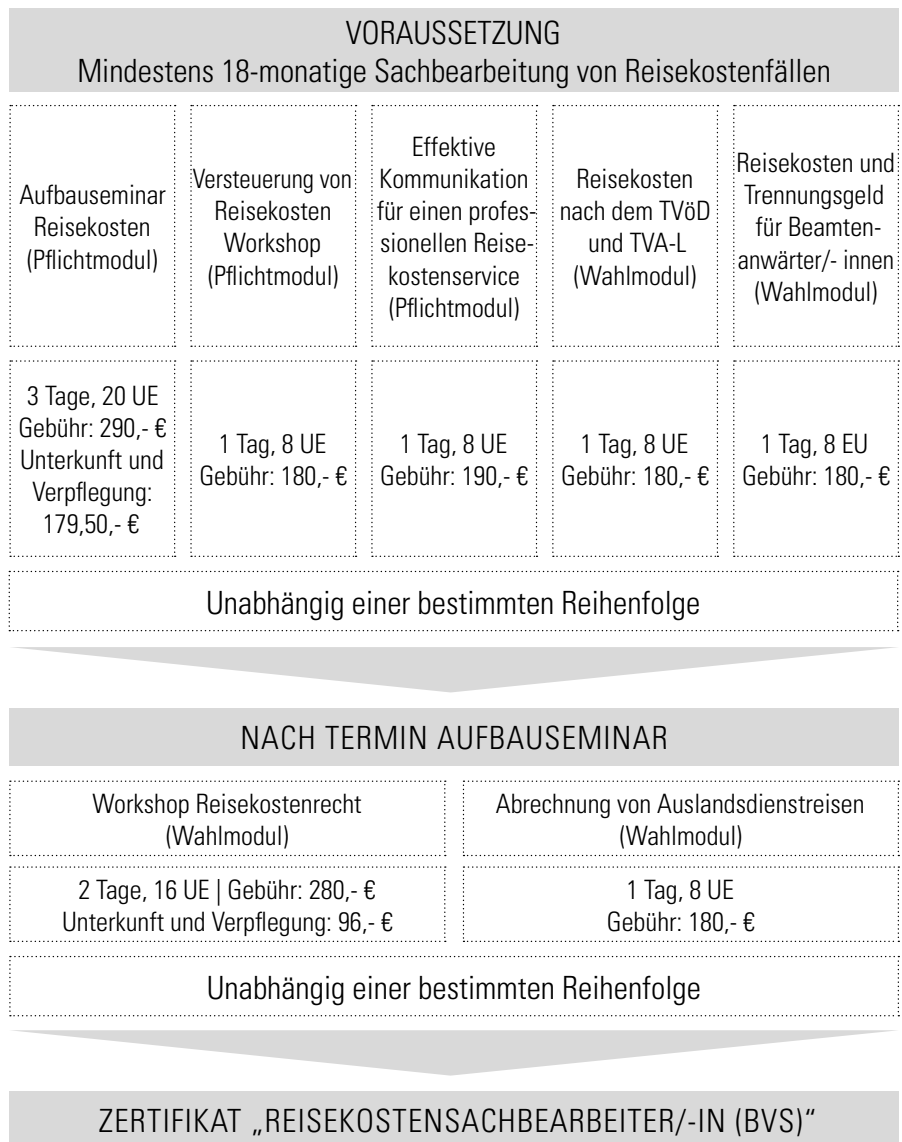 VORAUSSETZUNG
Mindestens 18-monatige Sachbearbeitung von Reisekostenfällen
Aufbauseminar
Reisekosten
(Pflichtmodul)
Versteuerung von
Reisekosten
Workshop
(Pflichtmodul)
Effektive
Kommunikation
für einen profes-
sionellen Reise-
kostenservice
(Pflichtmodul)
Reisekosten
nach dem TVöD
und TVA-L
(Wahlmodul)
Reisekosten und
Trennungsgeld
für Beamten-
anwärter/- innen
(Wahlmodul)
3 Tage, 20 UE
Gebühr: 290,- €
Unterkunft und
Verpflegung:
179,50,- €
1 Tag, 8 UE
Gebühr: 180,- €
1 Tag, 8 UE
Gebühr: 190,- €
1 Tag, 8 UE
Gebühr: 180,- €
1 Tag, 8 EU
Gebühr: 180,- €
Unabhängig einer bestimmten Reihenfolge
NACH TERMIN AUFBAUSEMINAR
Workshop Reisekostenrecht
(Wahlmodul)
Abrechnung von Auslandsdienstreisen
(Wahlmodul)
2 Tage, 16 UE | Gebühr: 280,- €
Unterkunft und Verpflegung: 96,- €
1 Tag, 8 UE
Gebühr: 180,- €
Unabhängig einer bestimmten Reihenfolge
ZERTIFIKAT „REISEKOSTENSACHBEARBEITER/-IN (BVS)“